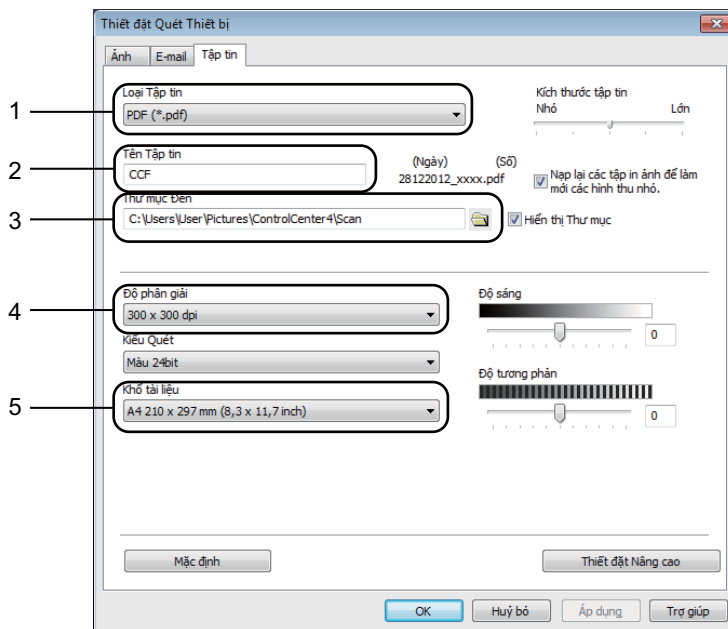 Thiết đặt Quét Thiết bị
Ảnh E-mail Tập tin
1
Loại Tập tin
PDF (*.pdf)
Kích thước tập tin
Nhỏ Lớn
2
Tên Tập tin
CCF
(Ngày) (Số)
28122012_xxxx.pdf
Nạp lại các tập in ảnh để làm
mới các hình thu nhỏ.
3
Thư mục Đến
C:\Users\User\Pictures\ControlCenter4\Scan
Hiển thị Thư mục
4
Độ phân giải
300 x 300 dpi
Độ sáng
0
Kiểu Quét
Màu 24bit
5
Khổ tài liệu
A4 210 x 297 mm (8,3 x 11,7 inch)
Độ tương phản
0
Mặc định
Thiết đặt Nâng cao
OK Huỷ bỏ Áp dụng Trợ giúp